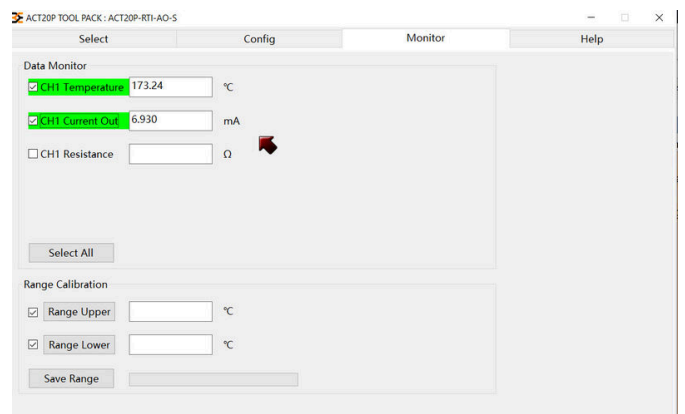 ACT20P TOOL PACK : ACT20P-RTI-AO-S
Select Config Monitor Help
Data Monitor
CH1 Temperature 173.24 ℃
CH1 Current Out 6.930 mA
CH1 Resistance Ω
Select All
Range Calibration
Range Upper ℃
Range Lower ℃
Save Range